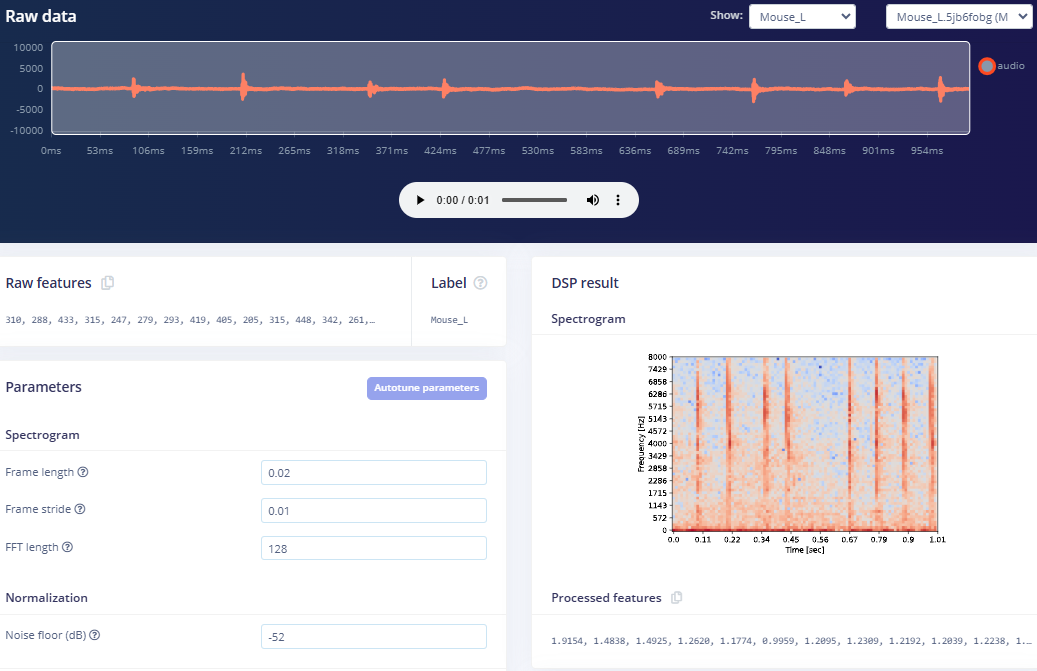 Raw data
Show: Mouse_L Mouse_L.5jb6fobg (M
10000
5000
0
-5000
-10000
audio
0ms 53ms 106ms 159ms 212ms 265ms 318ms 371ms 424ms 477ms 530ms 583ms 636ms 689ms 742ms 795ms 848ms 901ms 954ms
0:00 / 0:01
Raw features
310, 288, 433, 315, 247, 279, 293, 419, 405, 205, 315, 448, 342, 261,…
Label
Mouse_L
Parameters
Autotune parameters
Spectrogram
Frame length 0.02
Frame stride 0.01
FFT length 128
Normalization
Noise floor (dB) -52
DSP result
Spectrogram
Frequency [Hz]
8000
7429
6858
6286
5715
5143
4572
4000
3429
2858
2286
1715
1143
572
0
0.0 0.11 0.22 0.34 0.45 0.56 0.67 0.79 0.9 1.01
Time [sec]
Processed features
1.9154, 1.4838, 1.4925, 1.2620, 1.1774, 0.9959, 1.2095, 1.2309, 1.2192, 1.2039, 1.2238, 1.…